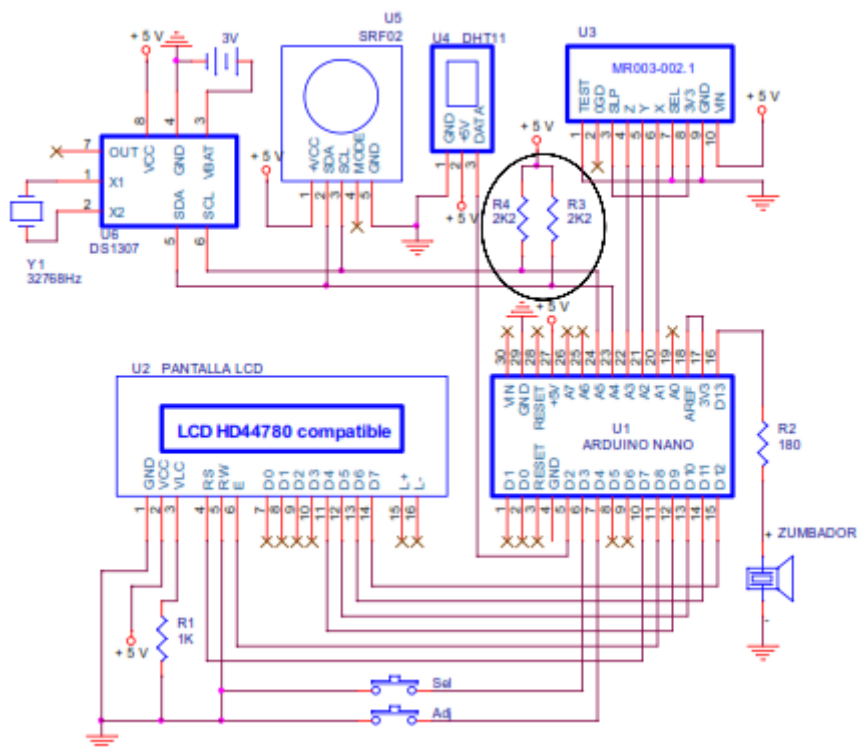 U5
SRF02
U4 DHT11
U3
MR003-002.1
+ 5 V
3V
8
4
3
7
OUT
VCC
GND
VBAT
1
X1
2
X2
SDA
SCL
U6
DS1307
5
6
Y1
32768Hz
+5 V
+VCC
SDA
SCL
MODE
GND
1
2
3
4
5
GND
+5V
DATA
1
2
3
+5 V
+ 5 V
R4
2K2
R3
2K2
TEST
0GD
SLP
Z
Y
X
SEL
3V3
GND
VIN
1
2
3
4
5
6
7
8
9
10
+5 V
+ 5 V
30
29
28
27
26
25
24
23
22
21
20
19
18
17
16
VIN
GND
RESET
+5V
A7
A6
A5
A4
A3
A2
A1
A0
AREF
3V3
D13
U1
ARDUINO NANO
D1
D0
RESET
GND
D2
D3
D4
D5
D6
D7
D8
D9
D10
D11
D12
1
2
3
4
5
6
7
8
9
10
11
12
13
14
15
U2 PANTALLA LCD
LCD HD44780 compatible
GND
VCC
VLC
RS
RW
E
D0
D1
D2
D3
D4
D5
D6
D7
L+
L-
1
2
3
4
5
6
7
8
9
10
11
12
13
14
15
16
R2
180
+ ZUMBADOR
-
R1
1K
+ 5 V
Sel
Adj